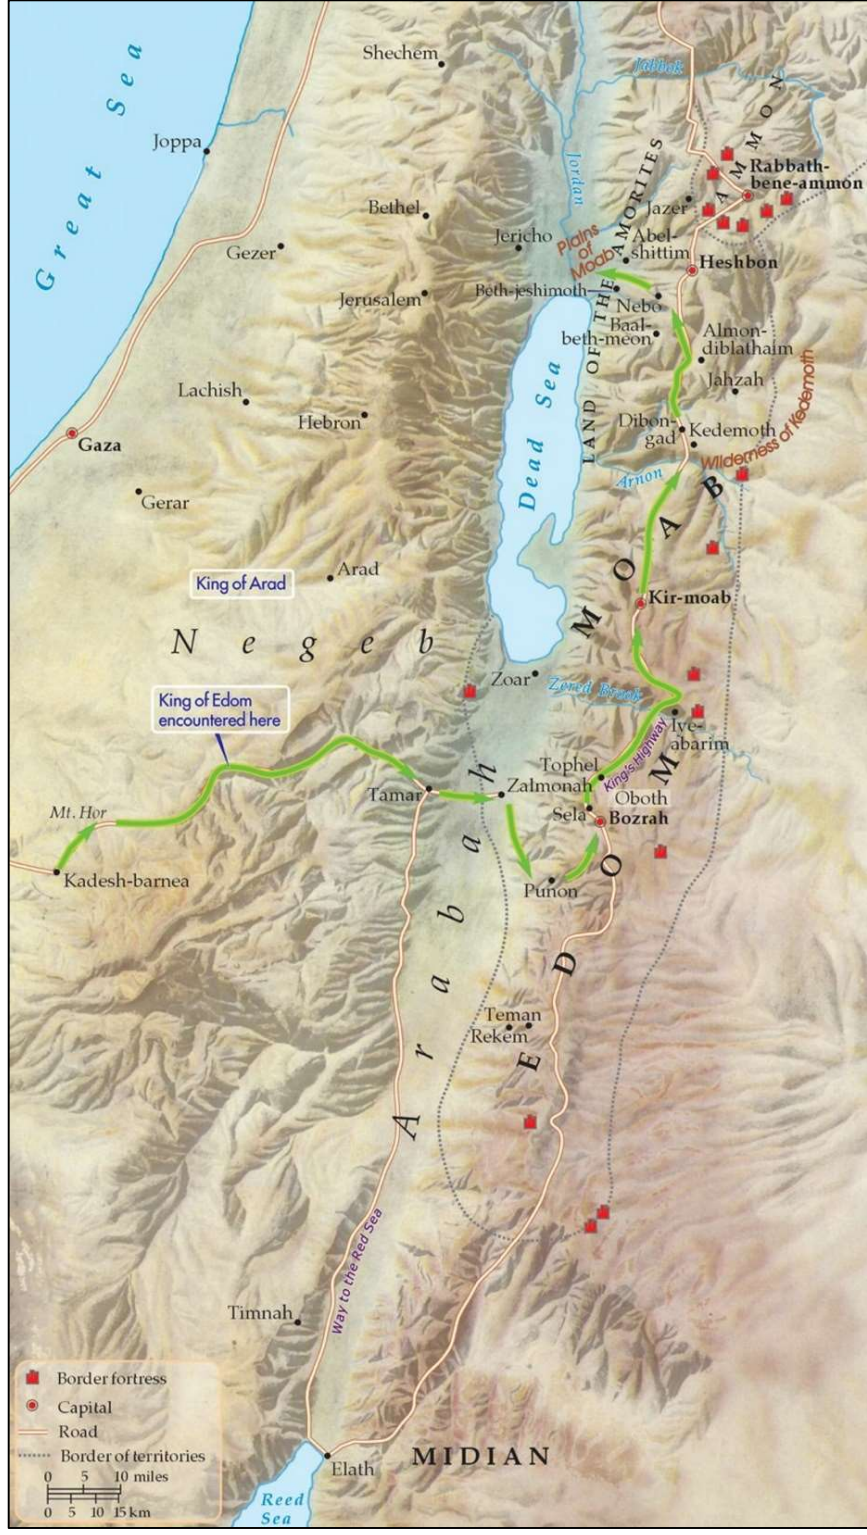 Great Sea
Shechem
Jabbok
Joppa
Jordan
AMMON
Rabbath-
bene-ammon
Bethel
Jazer
LAND OF THE AMORITES
Gezer
Jericho
Plains
of
Moab
Abel-
shittim
Heshbon
Jerusalem
Beth-jeshimoth
Nebo
Baal-
beth-meon
Almon-
diblathaim
Jahzah
Lachish
Hebron
Dead Sea
Dibon-
gad
Kedemoth
Wilderness of Kedemoth
Gaza
Arnon
Gerar
MOAB
King of Arad
Arad
Kir-moab
Negeb
Zoar
Zered Brook
King of Edom
encountered here
Iye-
abarim
King's Highway
Tophel
Tamar
Zalmonah
Oboth
Sela
Bozrah
Mt. Hor
Kadesh-barnea
Punon
Arabah
EDOM
Teman
Rekem
Way to the Red Sea
Timnah
Border fortress
Capital
Road
Border of territories
0 5 10 miles
0 5 10 15 km
Elath
MIDIAN
Reed
Sea